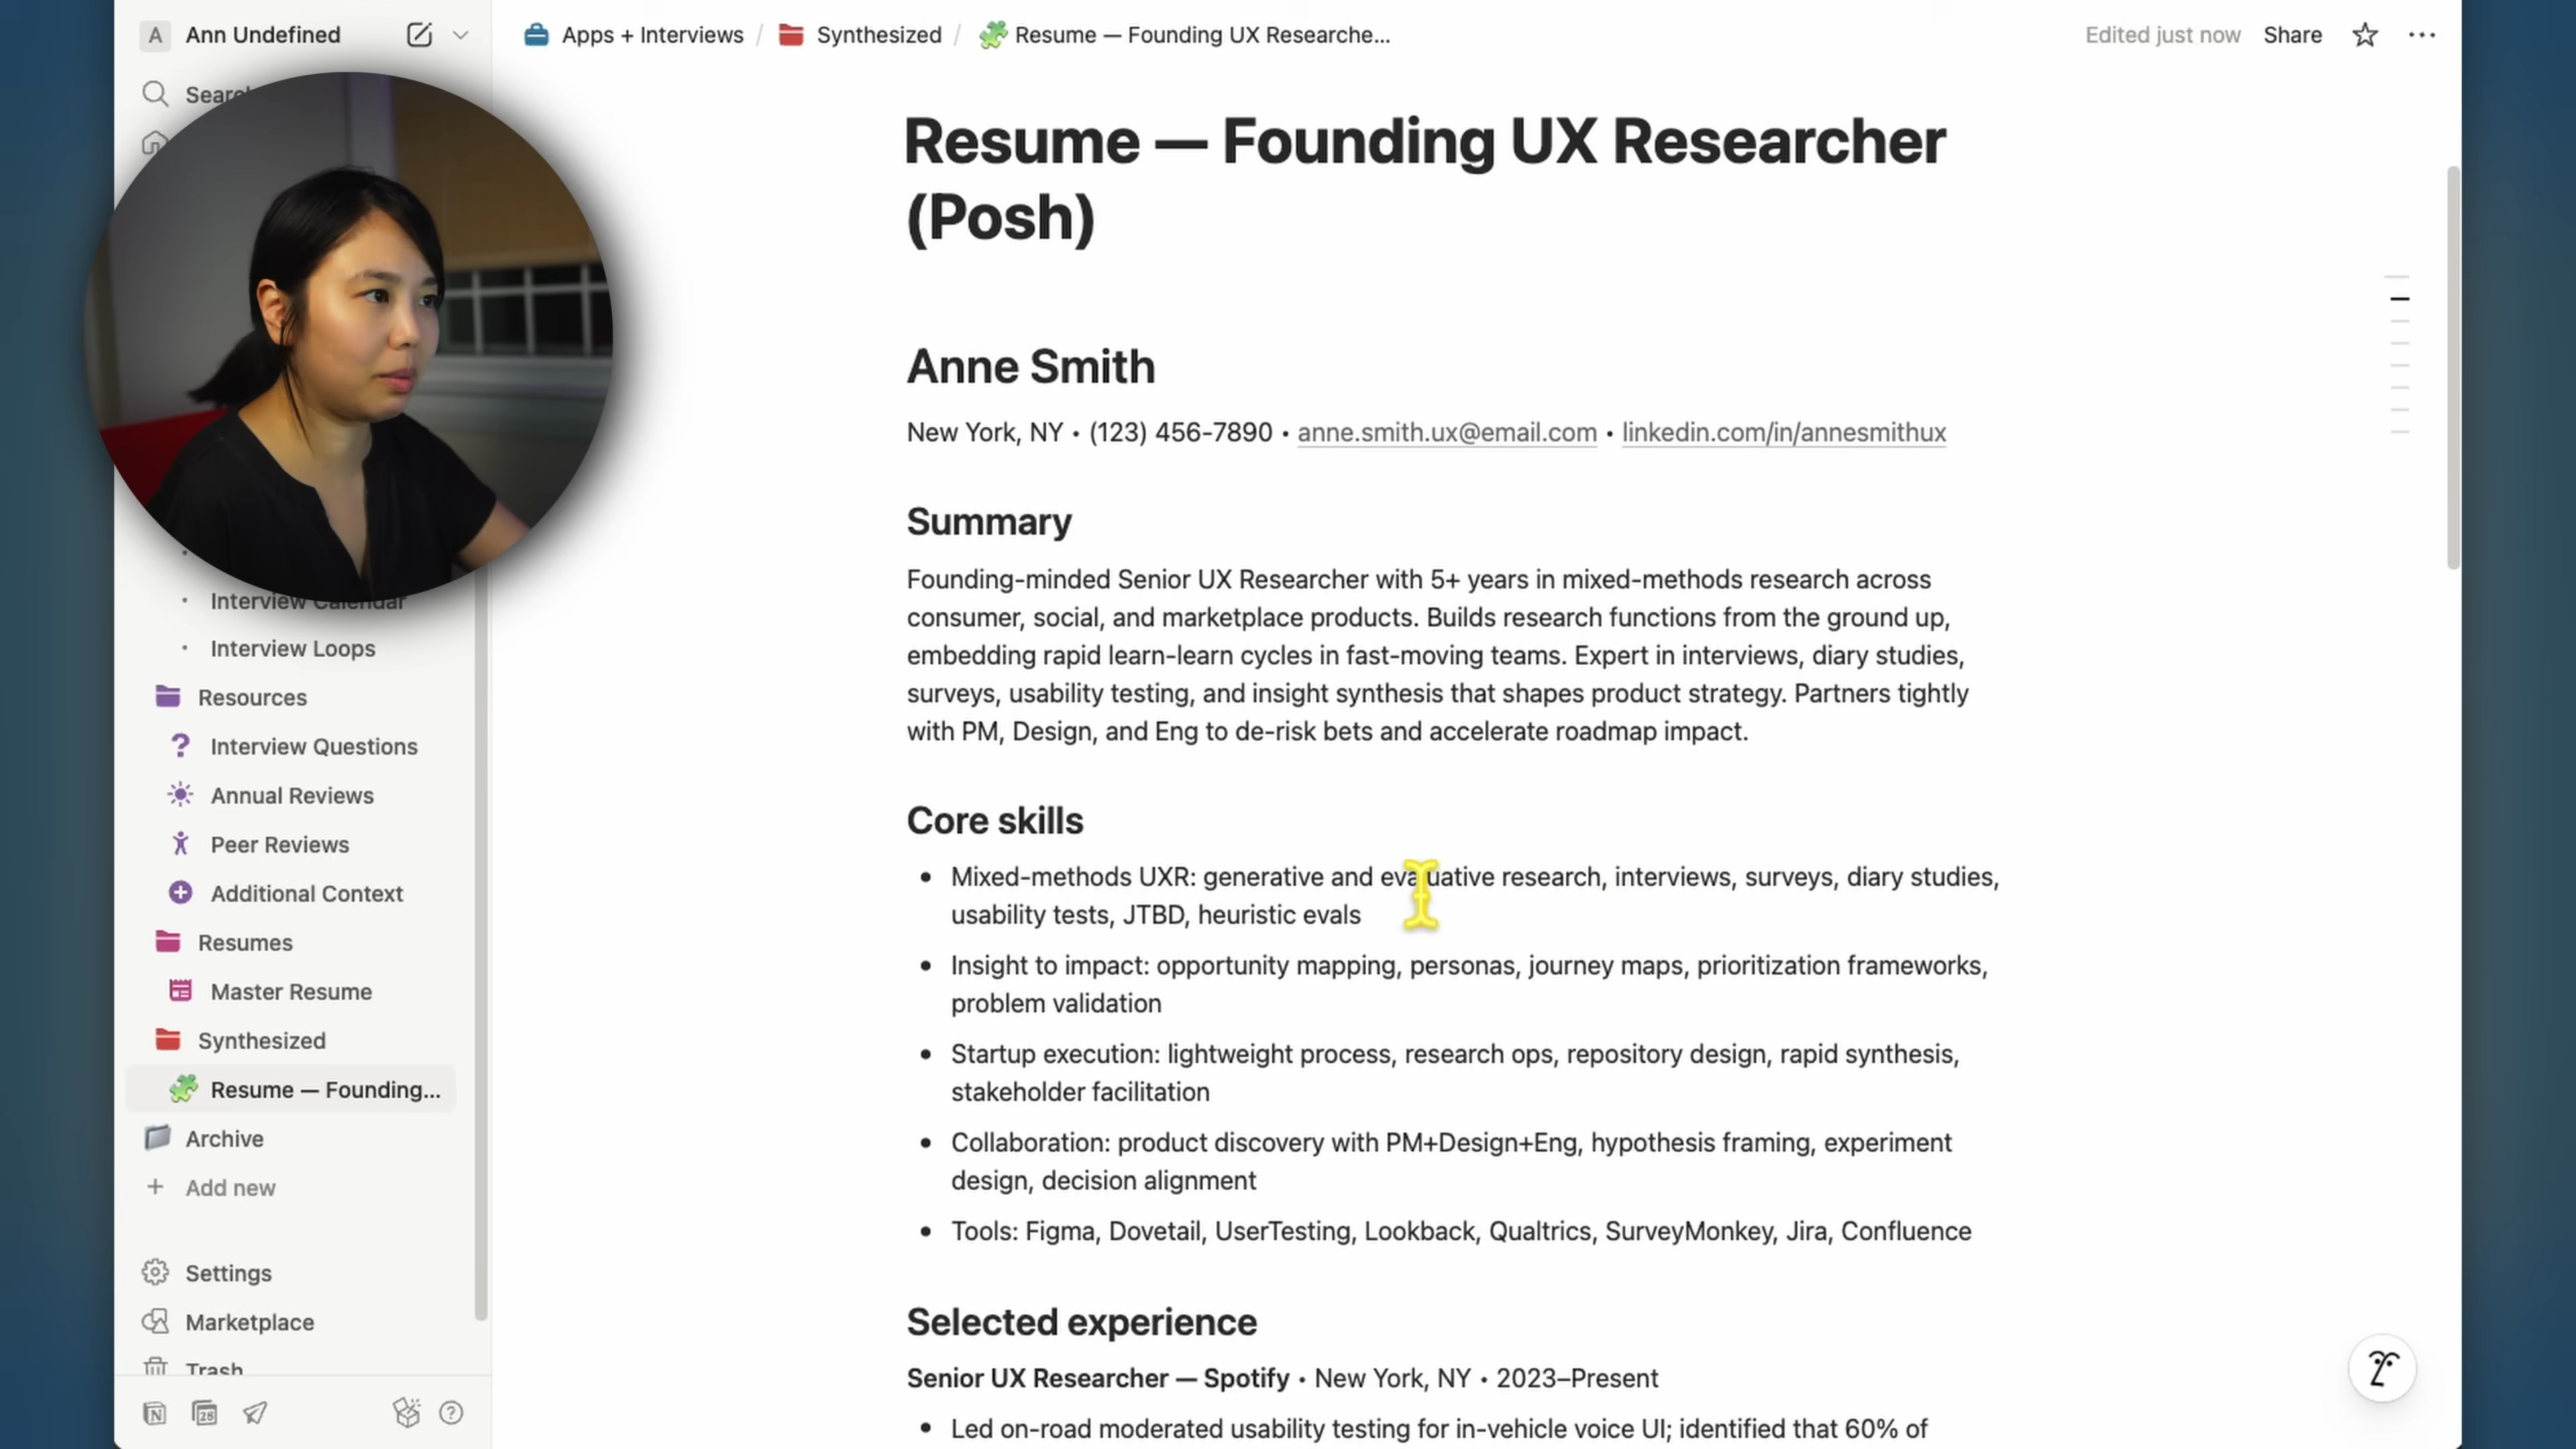 A Ann Undefined
Apps + Interviews / Synthesized / Resume — Founding UX Researche...
Edited just now Share
Interview Calendar
Interview Loops
Resources
Interview Questions
Annual Reviews
Peer Reviews
Additional Context
Resumes
Master Resume
Synthesized
Resume — Founding...
Archive
Add new
Settings
Marketplace
Trash
28
Resume — Founding UX Researcher
(Posh)
Anne Smith
New York, NY • (123) 456-7890 • anne.smith.ux@email.com • linkedin.com/in/annesmithux
Summary
Founding-minded Senior UX Researcher with 5+ years in mixed-methods research across
consumer, social, and marketplace products. Builds research functions from the ground up,
embedding rapid learn-learn cycles in fast-moving teams. Expert in interviews, diary studies,
surveys, usability testing, and insight synthesis that shapes product strategy. Partners tightly
with PM, Design, and Eng to de-risk bets and accelerate roadmap impact.
Core skills
• Mixed-methods UXR: generative and evaluative research, interviews, surveys, diary studies,
usability tests, JTBD, heuristic evals
• Insight to impact: opportunity mapping, personas, journey maps, prioritization frameworks,
problem validation
• Startup execution: lightweight process, research ops, repository design, rapid synthesis,
stakeholder facilitation
• Collaboration: product discovery with PM+Design+Eng, hypothesis framing, experiment
design, decision alignment
• Tools: Figma, Dovetail, UserTesting, Lookback, Qualtrics, SurveyMonkey, Jira, Confluence
Selected experience
Senior UX Researcher — Spotify • New York, NY • 2023–Present
• Led on-road moderated usability testing for in-vehicle voice UI; identified that 60% of